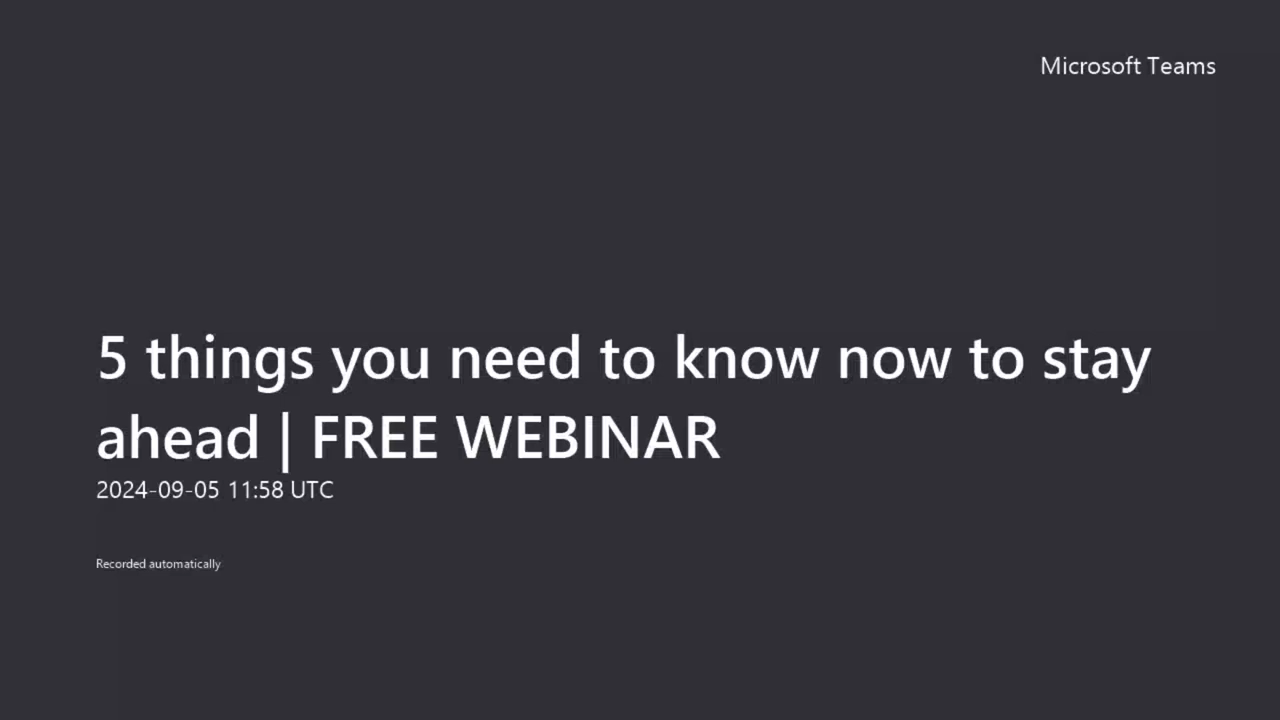 Microsoft Teams
5 things you need to know now to stay
ahead | FREE WEBINAR
2024-09-05 11:58 UTC
Recorded automatically